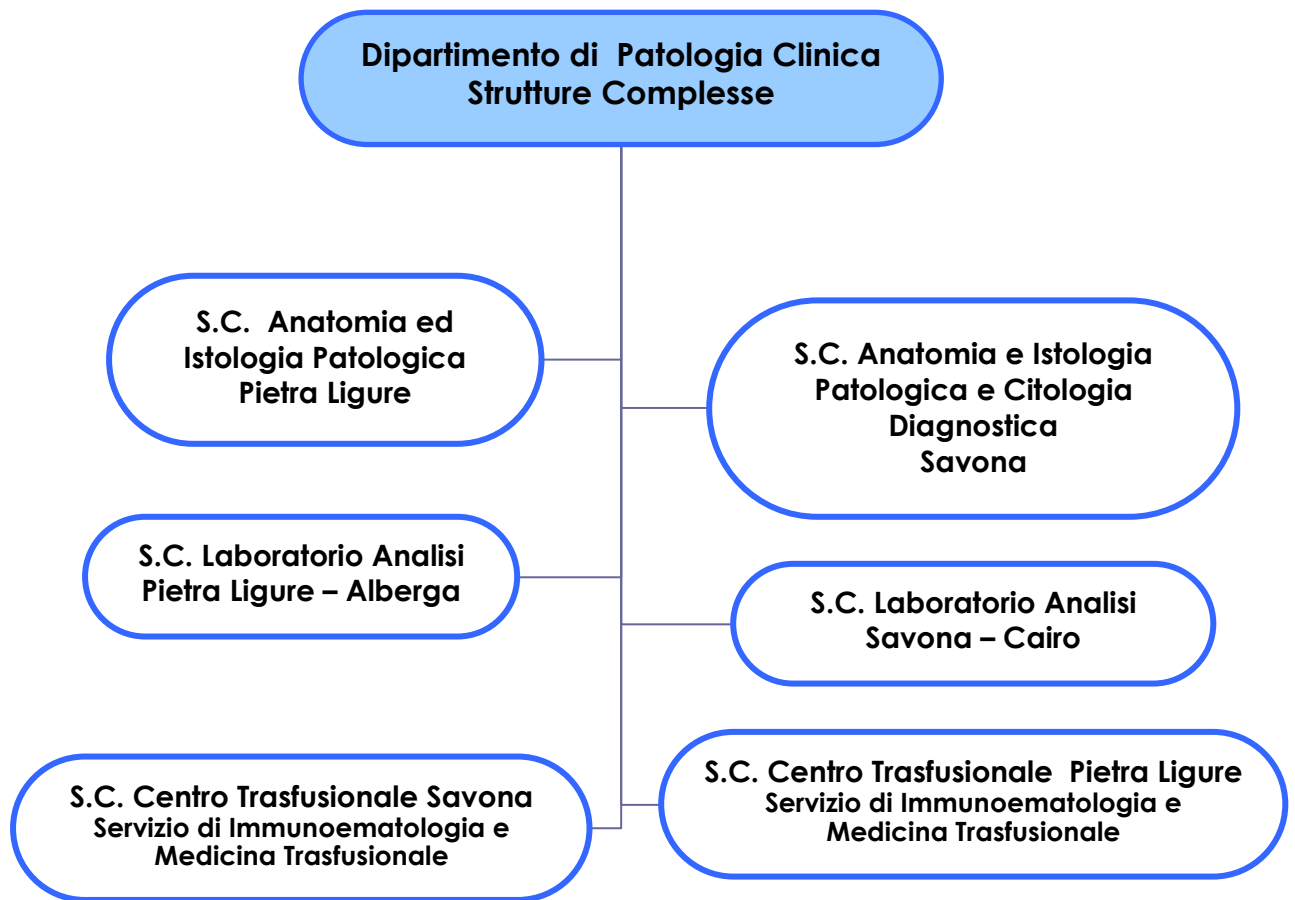 Dipartimento di Patologia Clinica
Strutture Complesse
S.C. Anatomia ed
Istologia Patologica
Pietra Ligure
S.C. Anatomia e Istologia
Patologica e Citologia
Diagnostica
Savona
S.C. Laboratorio Analisi
Pietra Ligure – Alberga
S.C. Laboratorio Analisi
Savona – Cairo
S.C. Centro Trasfusionale Savona
Servizio di Immunoematologia e
Medicina Trasfusionale
S.C. Centro Trasfusionale Pietra Ligure
Servizio di Immunoematologia e
Medicina Trasfusionale